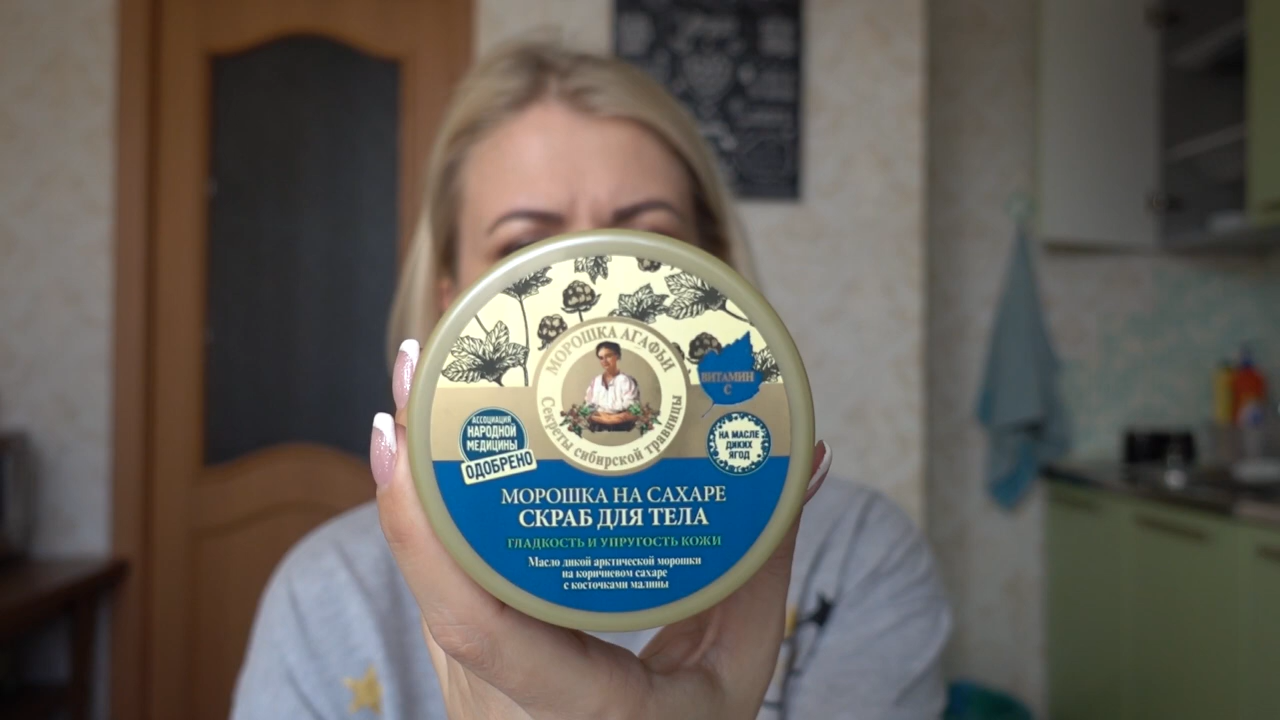 МОРОШКА АГАФЬИ
Секреты сибирской травницы
ВИТАМИН
С
АССОЦИАЦИЯ
НАРОДНОЙ
МЕДИЦИНЫ
ОДОБРЕНО
НА МАСЛЕ
ДИКИХ
ЯГОД
МОРОШКА НА САХАРЕ
СКРАБ ДЛЯ ТЕЛА
ГЛАДКОСТЬ И УПРУГОСТЬ КОЖИ
Масло дикой арктической морошки
на коричневом сахаре
с косточками малины